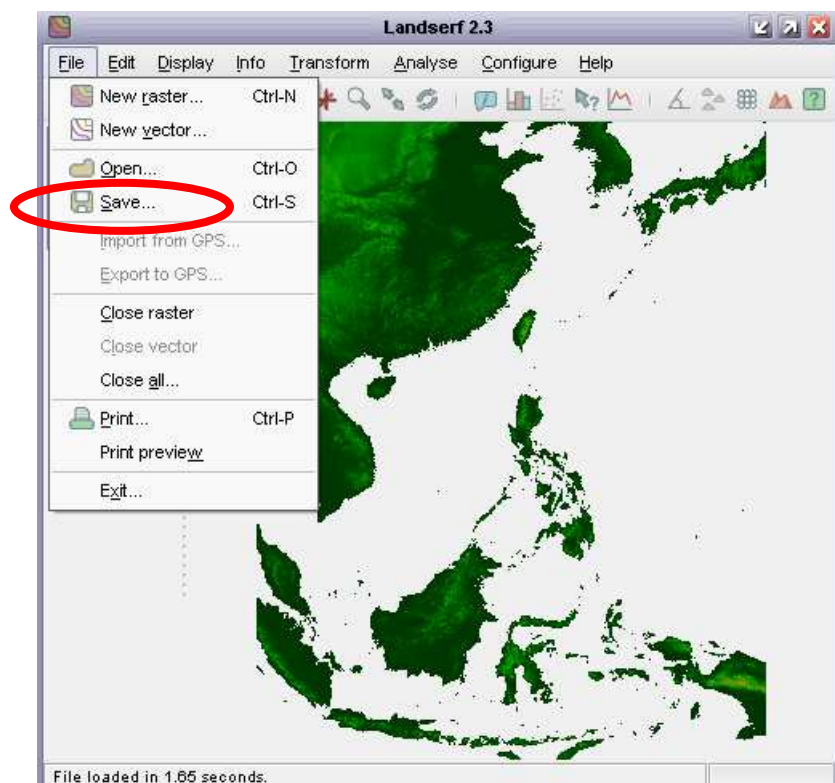 Landserf 2.3
File Edit Display Info Transform Analyse Configure Help
New raster... Ctrl-N
New vector...
Open... Ctrl-O
Save... Ctrl-S
Import from GPS...
Export to GPS...
Close raster
Close vector
Close all...
Print... Ctrl-P
Print preview
Exit...
File loaded in 1.65 seconds.